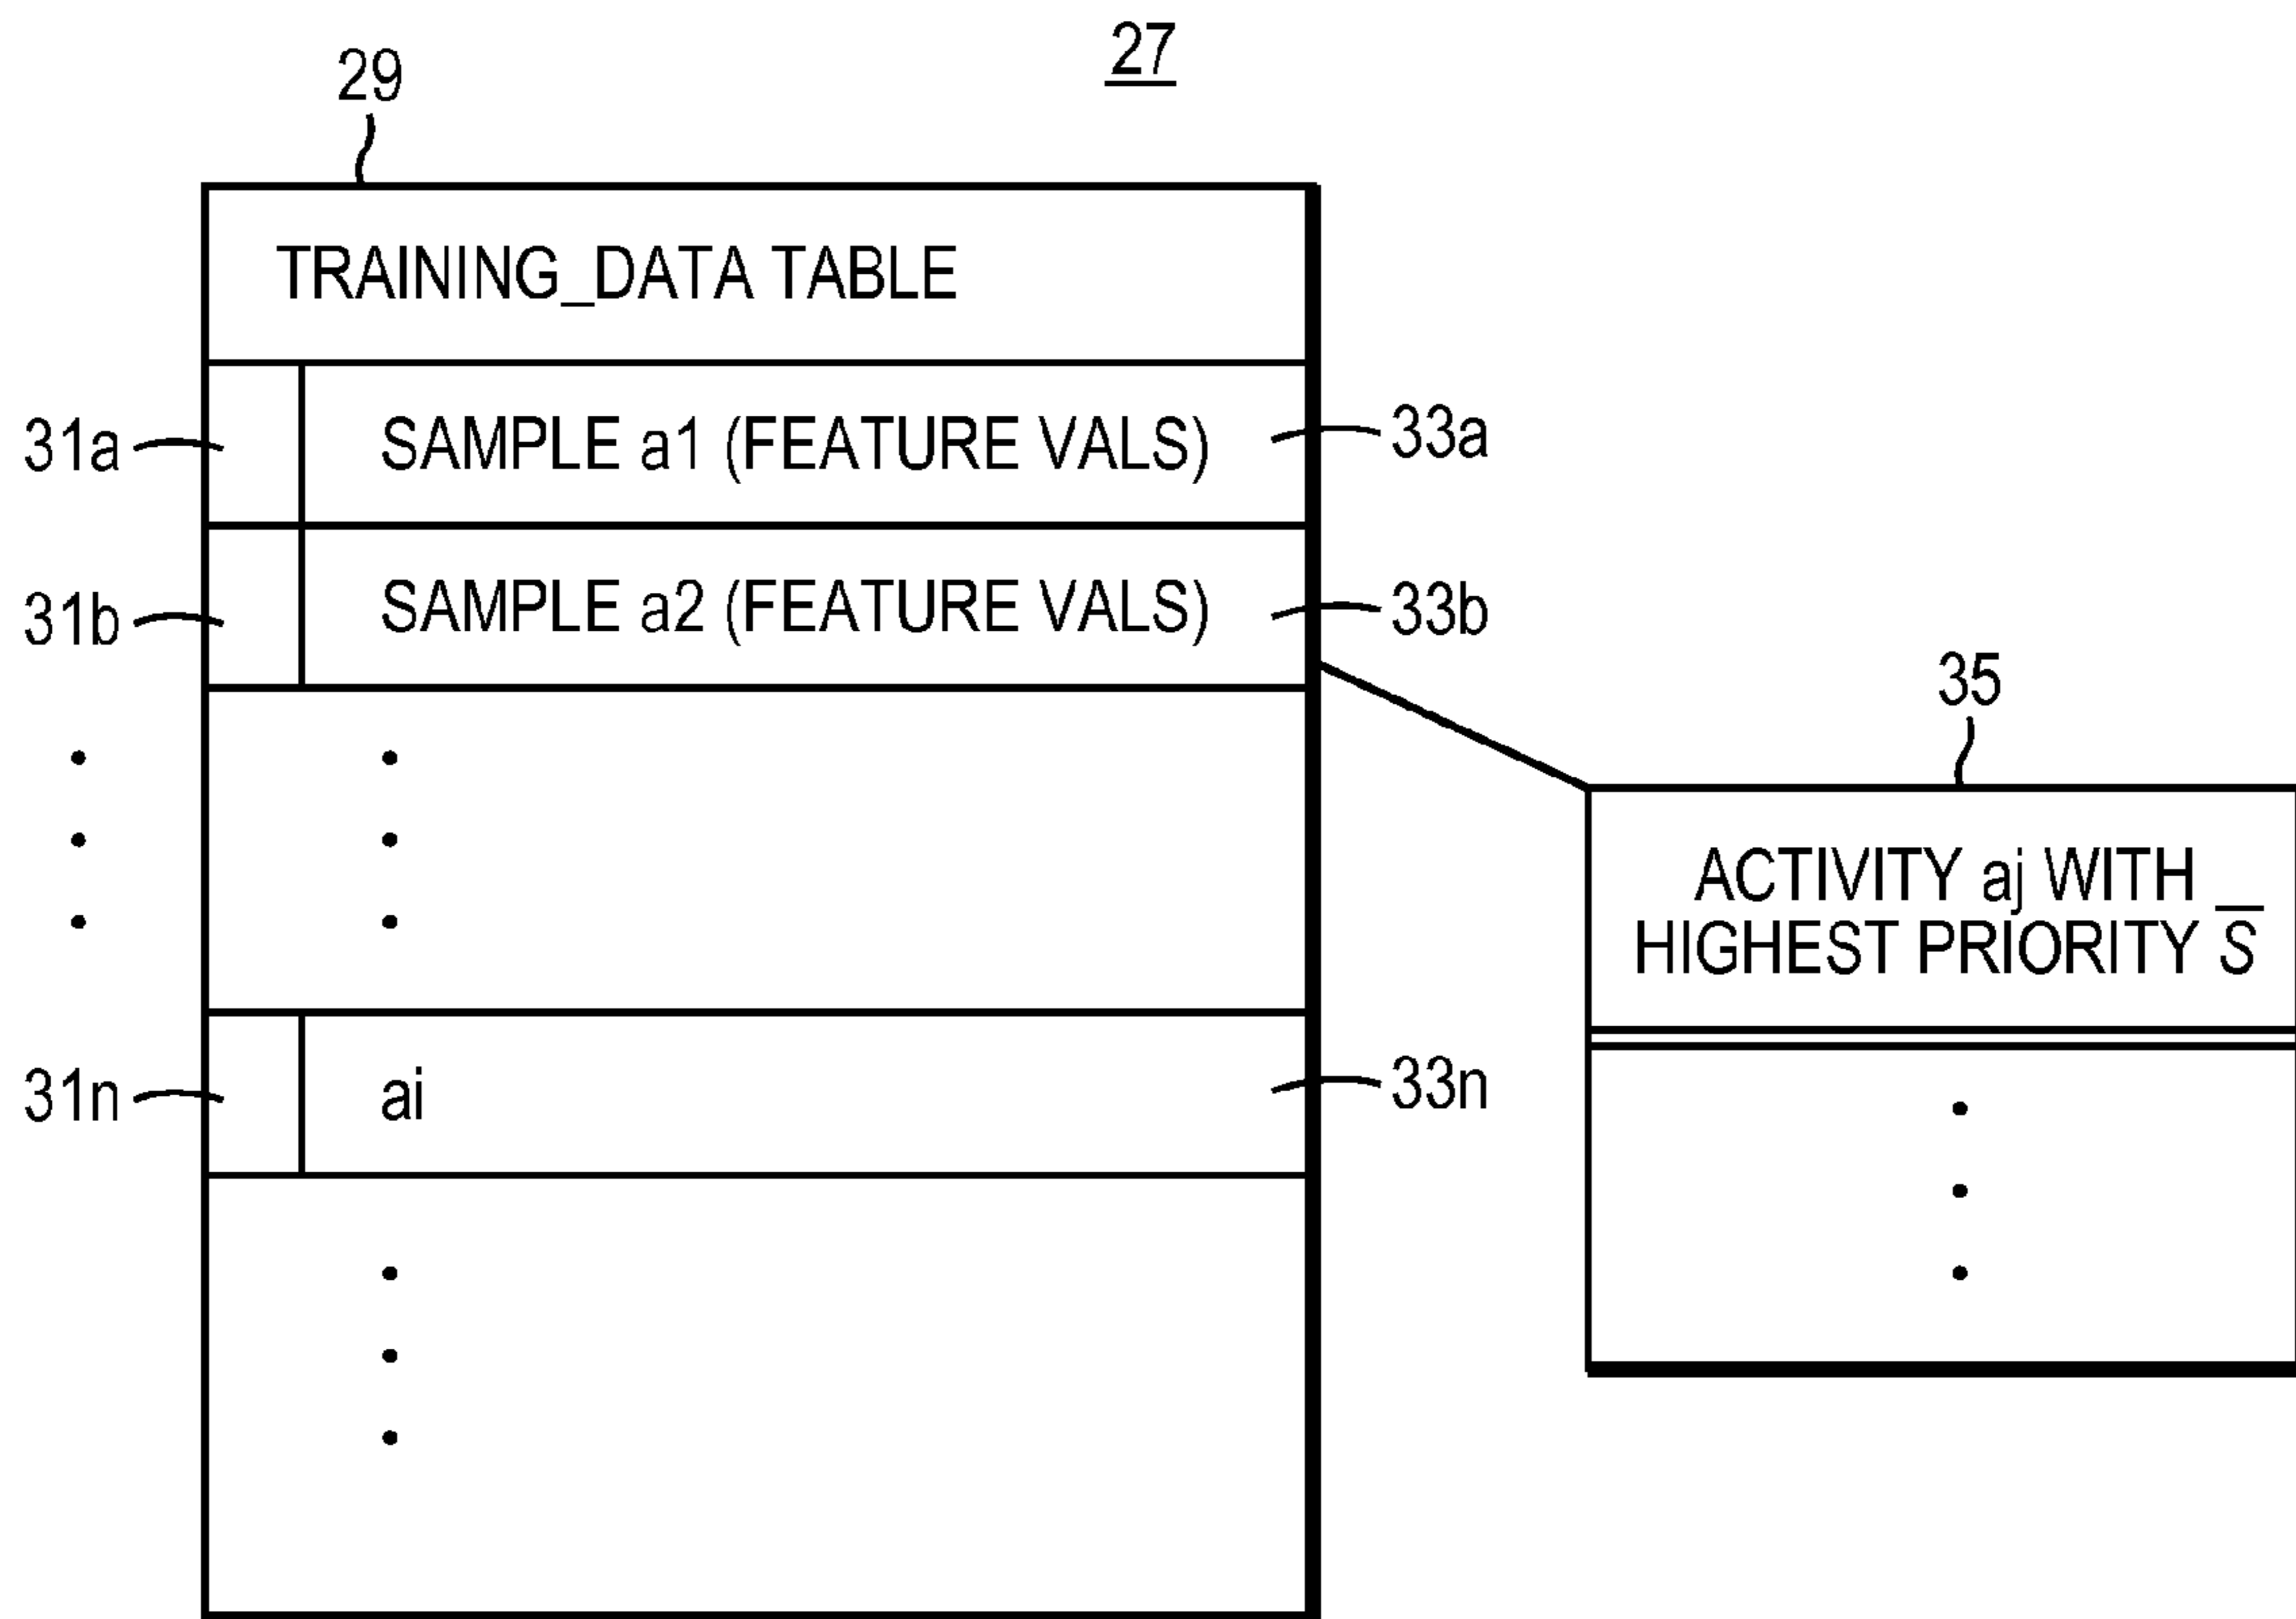 27
29
TRAINING_DATA TABLE
31a
SAMPLE a1 (FEATURE VALS)
33a
31b
SAMPLE a2 (FEATURE VALS)
33b
35
ACTIVITY aj WITH
HIGHEST PRIORITY S̅
31n
ai
33n